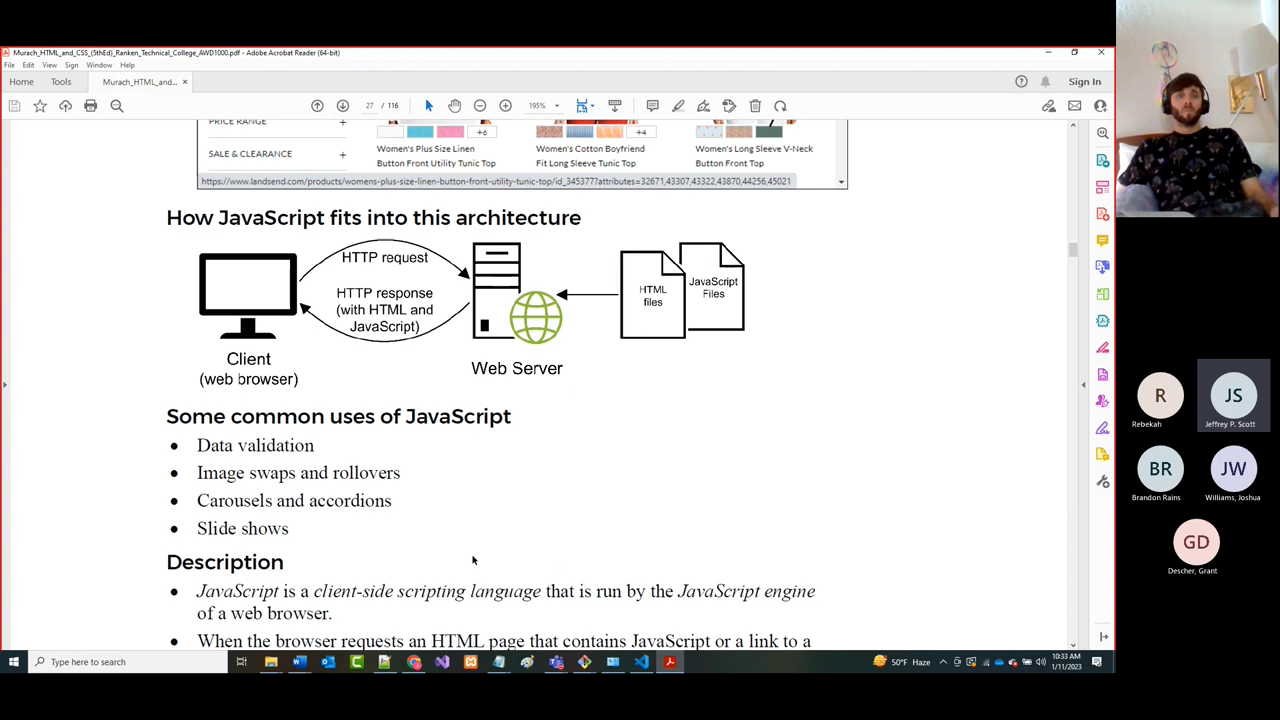 Murach_HTML_and_CSS_(5thEd)_Ranken_Technical_College_AWD1000.pdf - Adobe Acrobat Reader (64-bit)
File Edit View Sign Window Help
Home Tools Murach_HTML_and... × Sign In
27 / 116 195%
PRICE RANGE +
+6 +4
SALE & CLEARANCE +
Women's Plus Size Linen
Button Front Utility Tunic Top
Women's Cotton Boyfriend
Fit Long Sleeve Tunic Top
Women's Long Sleeve V-Neck
Button Front Top
https://www.landsend.com/products/womens-plus-size-linen-button-front-utility-tunic-top/id_345377?attributes=32671,43307,43322,43870,44256,45021
How JavaScript fits into this architecture
HTTP request
HTTP response
(with HTML and
JavaScript)
HTML
files
JavaScript
Files
Client
(web browser)
Web Server
Some common uses of JavaScript
• Data validation
• Image swaps and rollovers
• Carousels and accordions
• Slide shows
Description
• JavaScript is a client-side scripting language that is run by the JavaScript engine
of a web browser.
• When the browser requests an HTML page that contains JavaScript or a link to a
R
Rebekah
JS
Jeffrey P. Scott
BR
Brandon Rains
JW
Williams, Joshua
GD
Descher, Grant
Type here to search
50°F Haze
10:33 AM
1/11/2023